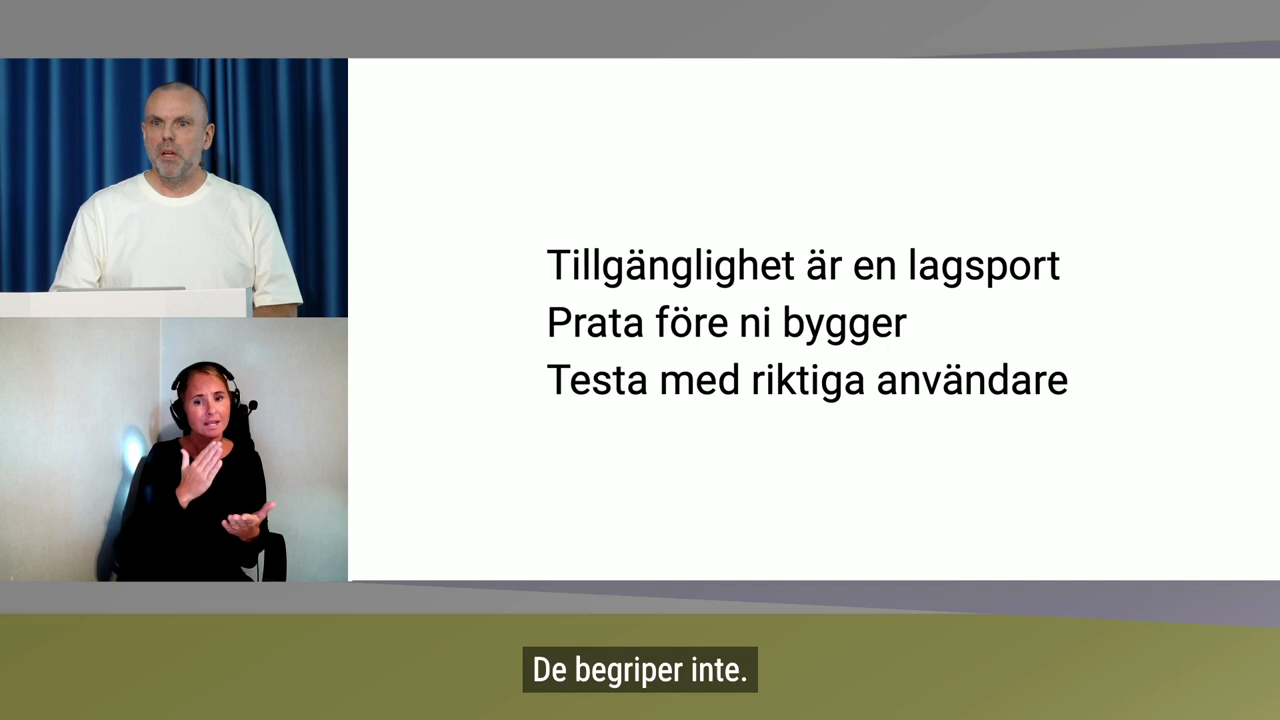 Tillgänglighet är en lagsport
Prata före ni bygger
Testa med riktiga användare
De begriper inte.